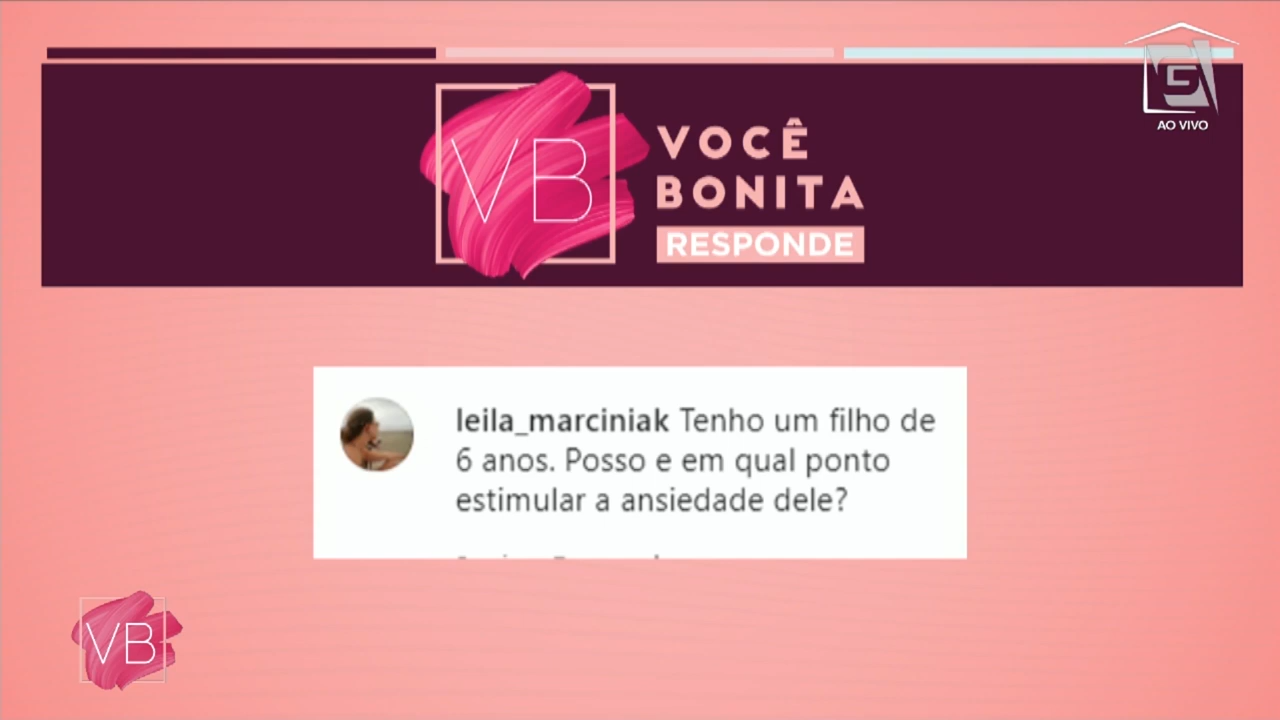 VB
VOCÊ
BONITA
RESPONDE
AO VIVO
leila_marciniak Tenho um filho de
6 anos. Posso e em qual ponto
estimular a ansiedade dele?
VB